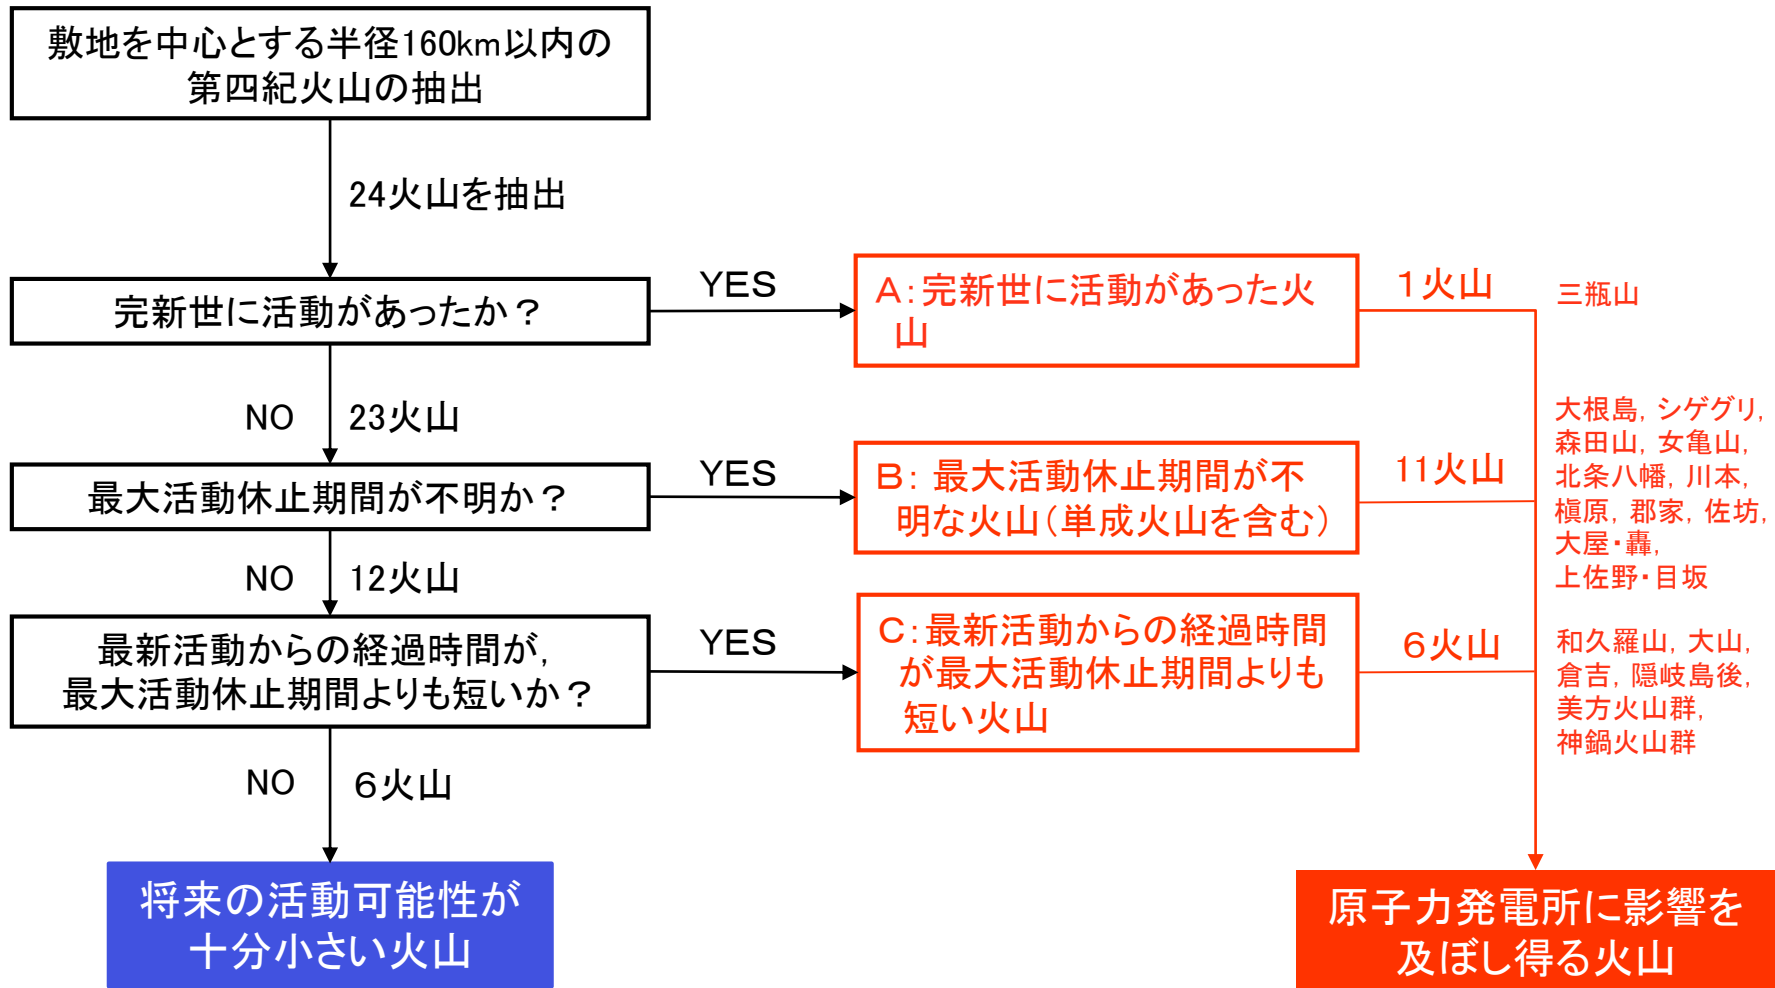 敷地を中心とする半径160km以内の
第四紀火山の抽出
24火山を抽出
完新世に活動があったか？
YES
A:完新世に活動があった火
山
1火山
三瓶山
NO
23火山
最大活動休止期間が不明か？
YES
B: 最大活動休止期間が不
明な火山(単成火山を含む)
11火山
大根島, シゲグリ,
森田山, 女亀山,
北条八幡, 川本,
槇原, 郡家, 佐坊,
大屋・轟,
上佐野・目坂
NO
12火山
最新活動からの経過時間が,
最大活動休止期間よりも短いか？
YES
C:最新活動からの経過時間
が最大活動休止期間よりも
短い火山
6火山
和久羅山, 大山,
倉吉, 隠岐島後,
美方火山群,
神鍋火山群
NO
6火山
将来の活動可能性が
十分小さい火山
原子力発電所に影響を
及ぼし得る火山